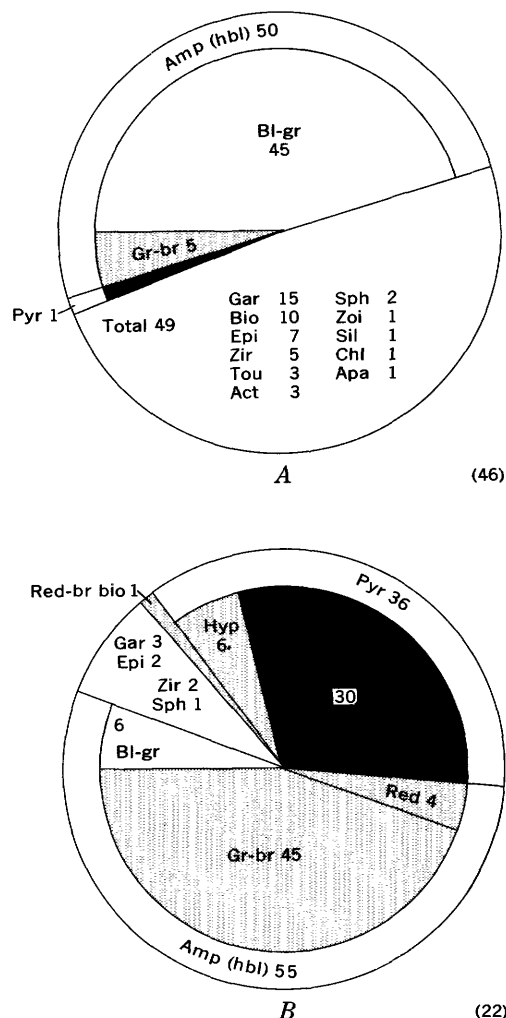 Amp (hbl) 50
Bl-gr
45
Gr-br 5
Pyr 1
Total 49
Gar 15 Sph 2
Bio 10 Zoi 1
Epi 7 Sil 1
Zir 5 Chl 1
Tou 3 Apa 1
Act 3
A
(46)
Red-br bio 1
Pyr 36
Gar 3
Epi 2
Hyp
6
Zir 2
Sph 1
30
6
Bl-gr
Red 4
Gr-br 45
Amp (hbl) 55
B
(22)